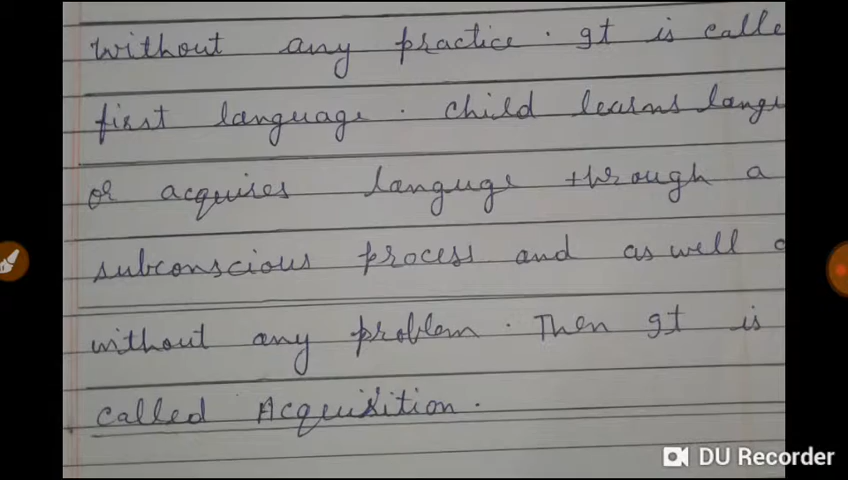 without any practice. It is calle
first language. child learns langu
or acquires languge through a
subconscious process and as well a
without any problem. Then It is
called Acquisition.
DU Recorder